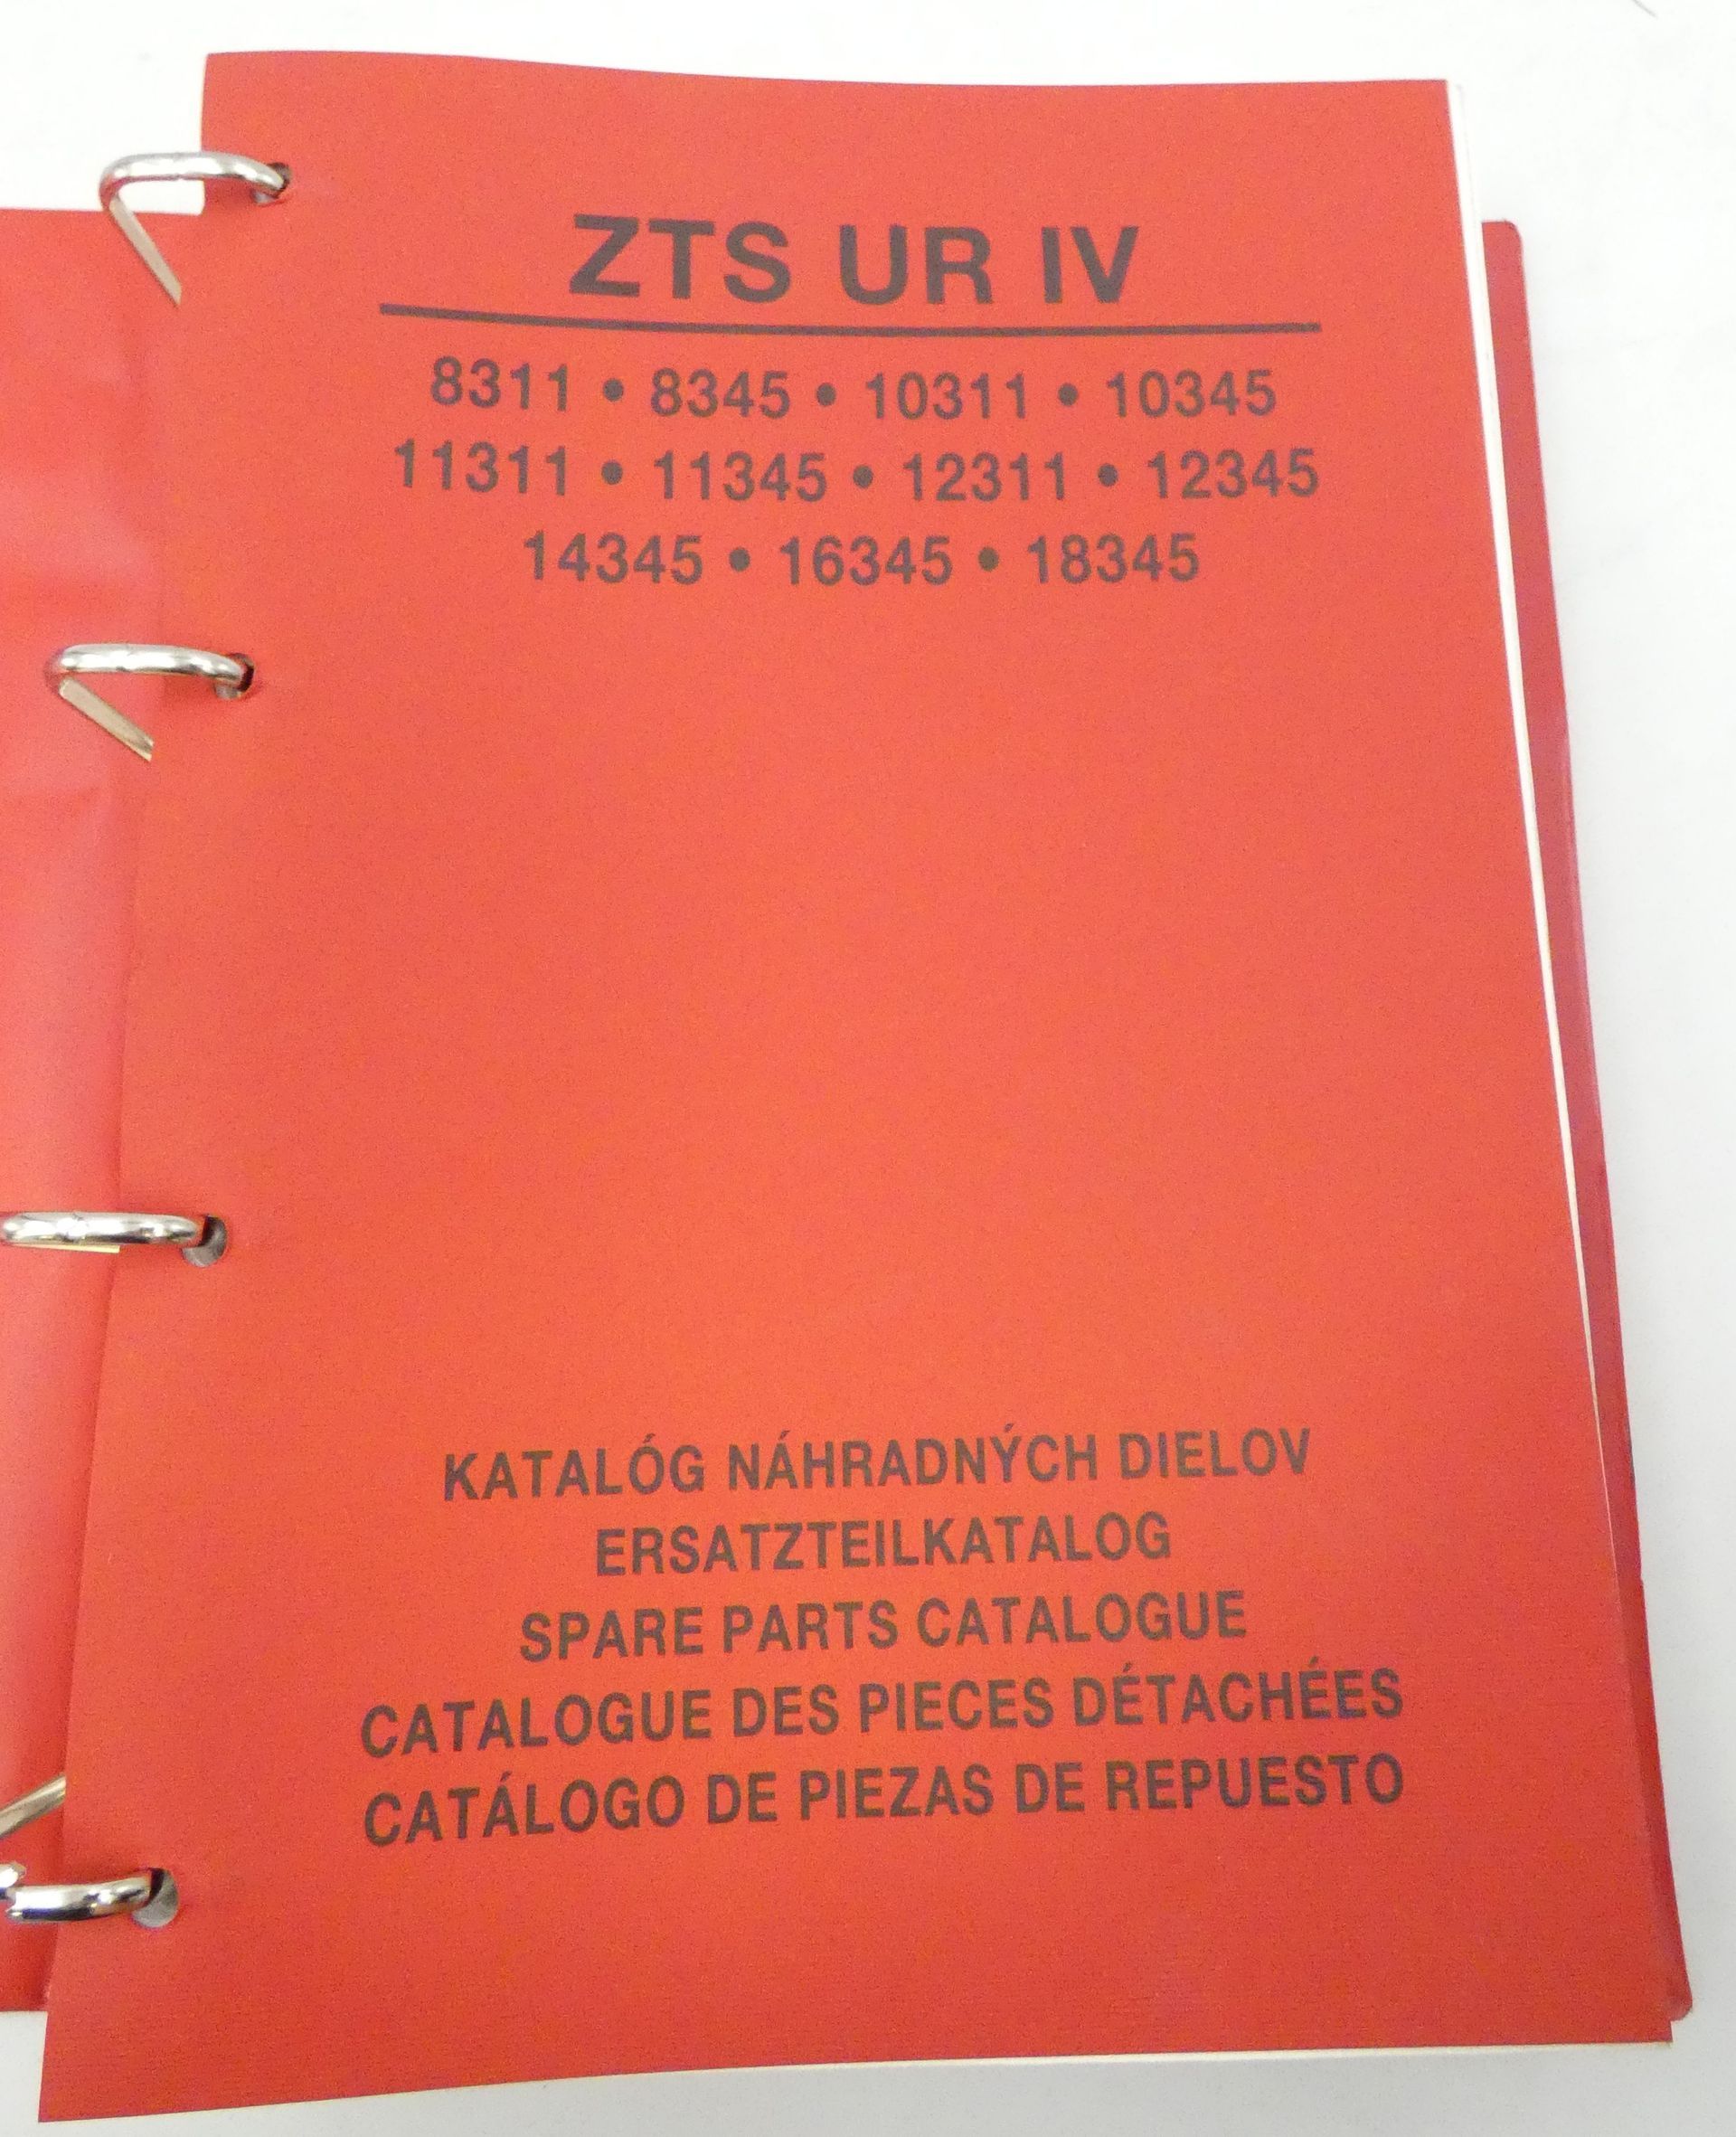 ZTS UR IV
8311 • 8345 • 10311 • 10345
11311 • 11345 • 12311 • 12345
14345 • 16345 • 18345
KATALÓG NÁHRADNÝCH DIELOV
ERSATZTEILKATALOG
SPARE PARTS CATALOGUE
CATALOGUE DES PIECES DÉTACHÉES
CATÁLOGO DE PIEZAS DE REPUESTO